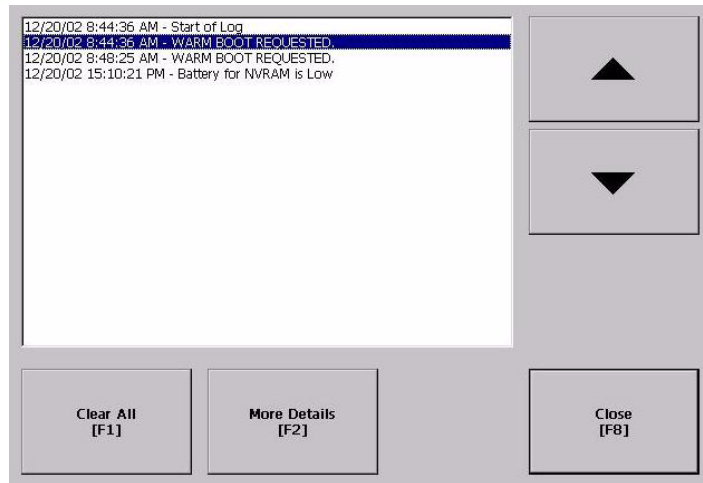 12/20/02 8:44:36 AM - Start of Log
12/20/02 8:44:36 AM - WARM BOOT REQUESTED.
12/20/02 8:48:25 AM - WARM BOOT REQUESTED.
12/20/02 15:10:21 PM - Battery for NVRAM is Low
Clear All
[F1]
More Details
[F2]
Close
[F8]